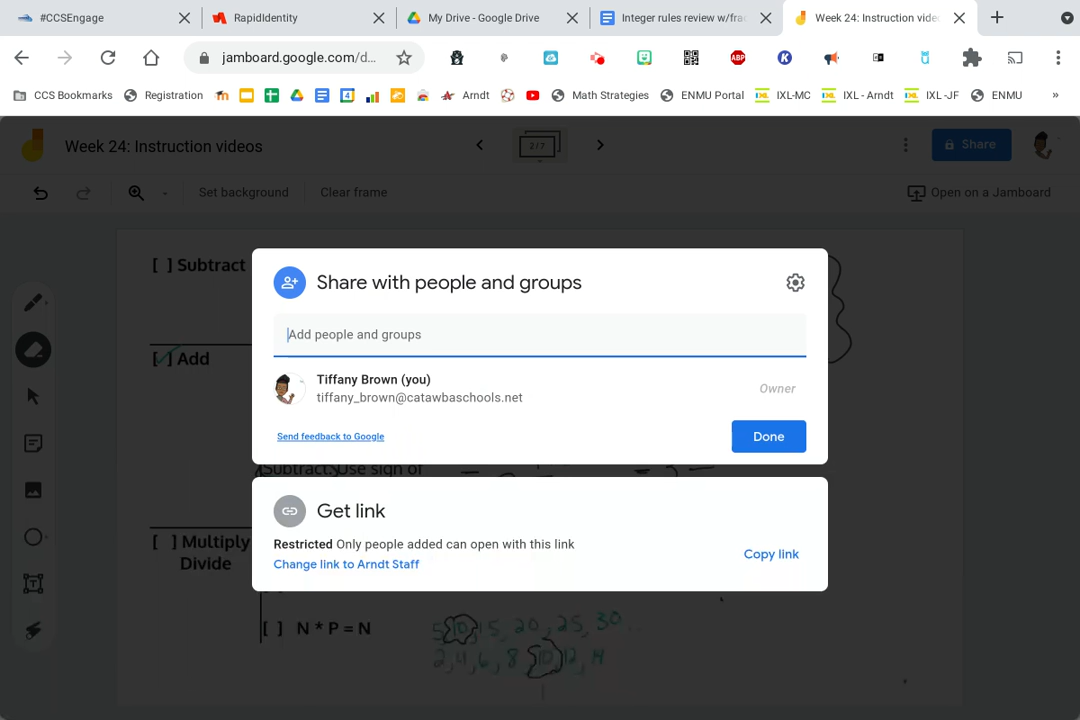 #CCSEngage
RapidIdentity
My Drive - Google Drive
Integer rules review w/fra
Week 24: Instruction vide
jamboard.google.com/d...
ABP
K
CCS Bookmarks
Registration
Arndt
Math Strategies
ENMU Portal
IXL-MC
IXL - Arndt
IXL -JF
ENMU
»
Week 24: Instruction videos
2/7
Share
Set background
Clear frame
Open on a Jamboard
[ ] Subtract
Share with people and groups
Add people and groups
[ ] Add
Tiffany Brown (you)
tiffany_brown@catawbaschools.net
Owner
Send feedback to Google
Done
Subtract: Use sign of
Get link
Restricted Only people added can open with this link
Change link to Arndt Staff
Copy link
[ ] Multiply
Divide
[ ] N * P = N
5, 10, 15, 20, 25, 30...
2, 4, 6, 8, 10, 12, 14